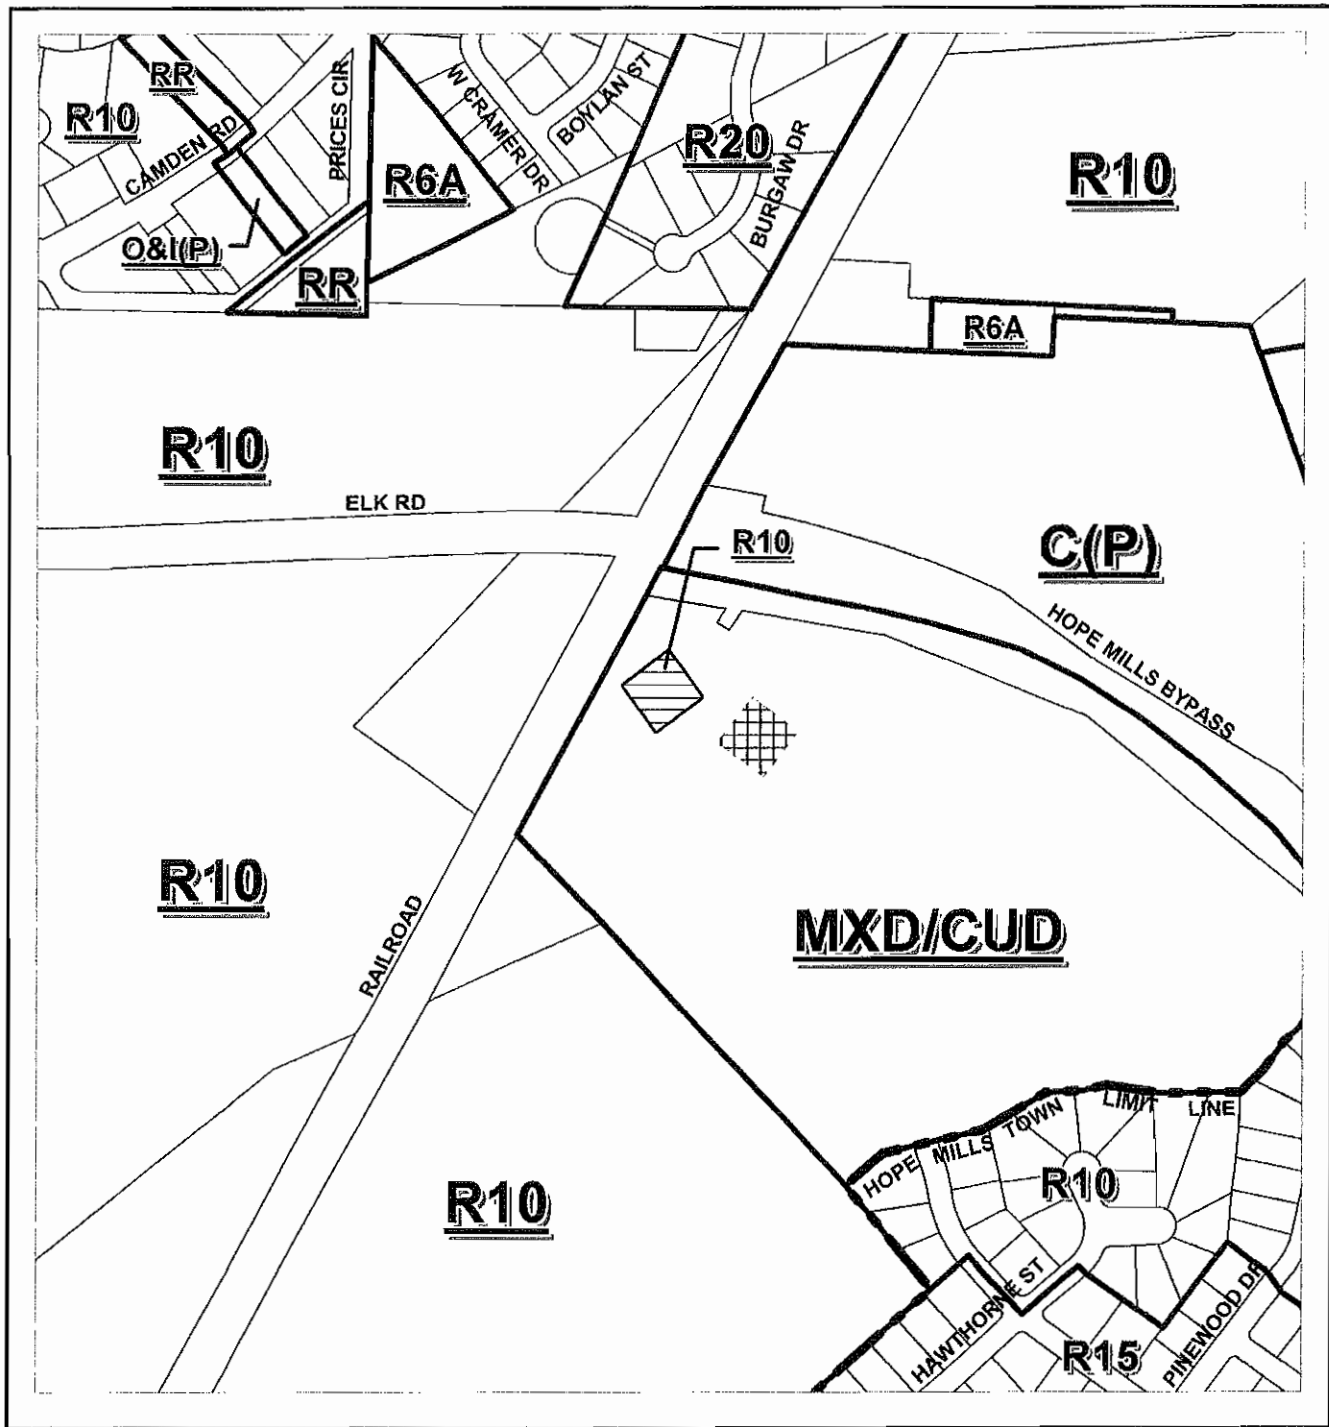 RR
R10
CAMDEN RD
PRICES CIR
O&I(P)
RR
R6A
W CRAMER DR
BOYLAN ST
R20
BURGAW DR
R10
R6A
R10
ELK RD
R10
C(P)
HOPE MILLS BYPASS
R10
RAILROAD
MXD/CUD
HOPE MILLS TOWN LIMIT LINE
R10
R10
HAWTHORNE ST
R15
PINEWOOD DR